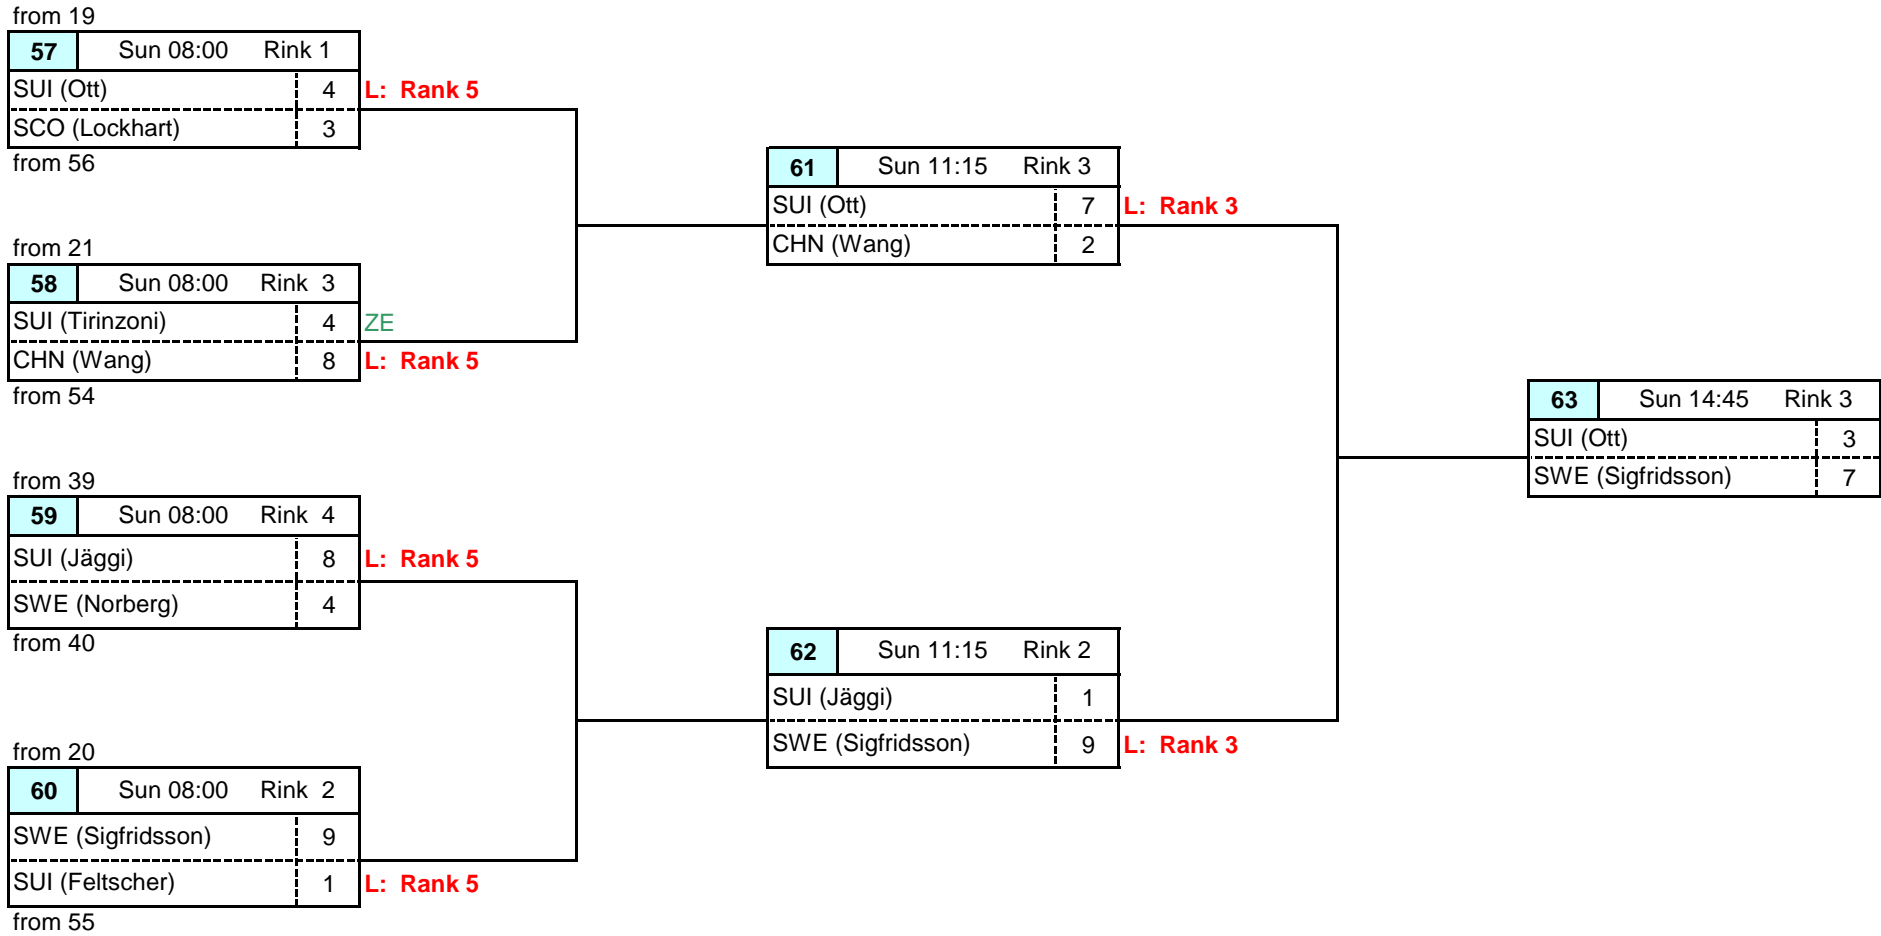 from 19
57 Sun 08:00 Rink 1
SUI (Ott) 4 L: Rank 5
SCO (Lockhart) 3
from 56
from 21
58 Sun 08:00 Rink 3
SUI (Tirinzoni) 4 ZE
CHN (Wang) 8 L: Rank 5
from 54
from 39
59 Sun 08:00 Rink 4
SUI (Jäggi) 8 L: Rank 5
SWE (Norberg) 4
from 40
from 20
60 Sun 08:00 Rink 2
SWE (Sigfridsson) 9
SUI (Feltscher) 1 L: Rank 5
from 55
61 Sun 11:15 Rink 3
SUI (Ott) 7 L: Rank 3
CHN (Wang) 2
62 Sun 11:15 Rink 2
SUI (Jäggi) 1
SWE (Sigfridsson) 9 L: Rank 3
63 Sun 14:45 Rink 3
SUI (Ott) 3
SWE (Sigfridsson) 7